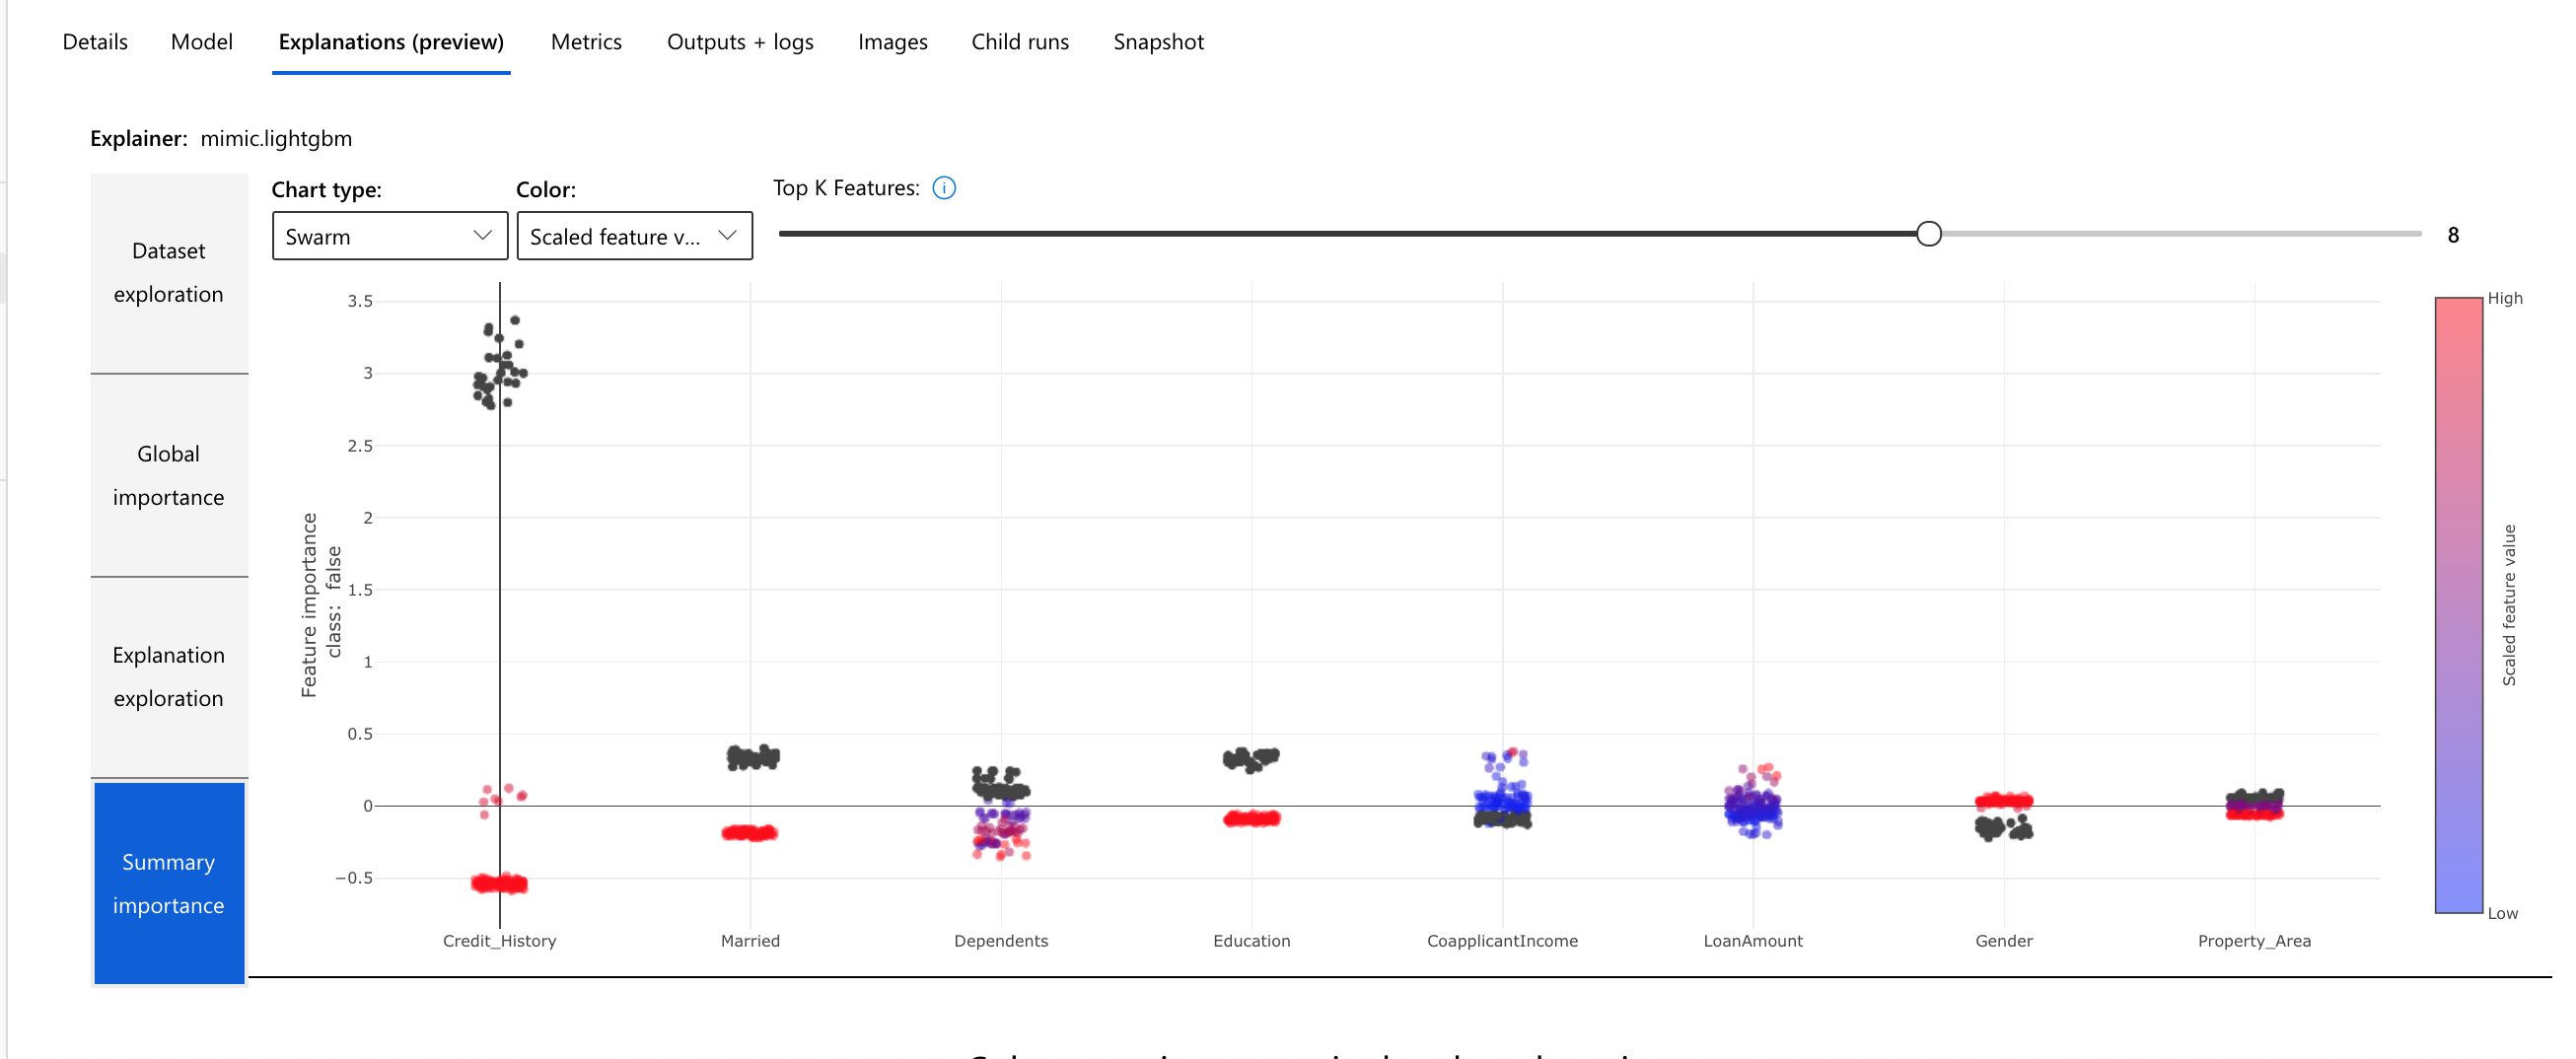 Details Model Explanations (preview) Metrics Outputs + logs Images Child runs Snapshot
Explainer: mimic.lightgbm
Chart type: Color: Top K Features:
Swarm Scaled feature v... 8
Dataset
exploration
Global
importance
Explanation
exploration
Summary
importance
Feature importance
class: false
3.5
3
2.5
2
1.5
1
0.5
0
−0.5
Credit_History Married Dependents Education CoapplicantIncome LoanAmount Gender Property_Area
High
Scaled feature value
Low